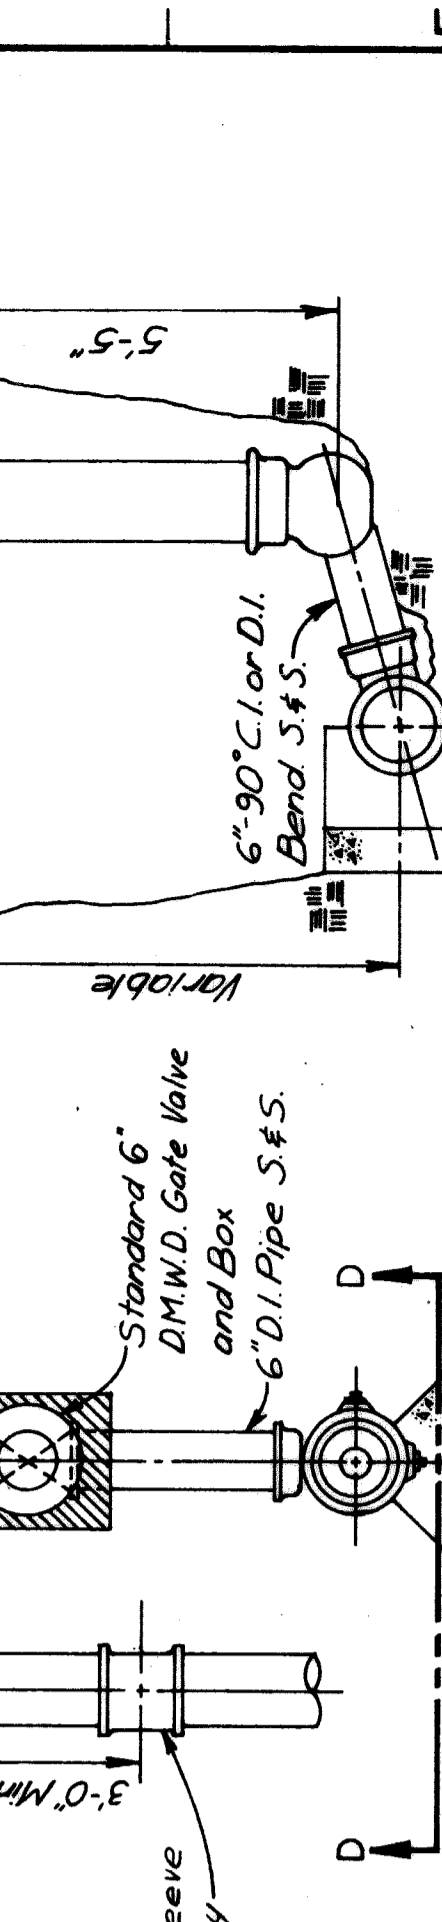 5'-5"
6"-90° C.I. or D.I.
Bend S.&S.
Variable
Standard 6"
D.M.W.D. Gate Valve
and Box
6" D.I. Pipe S.&S.
D
3'-0" Min
D